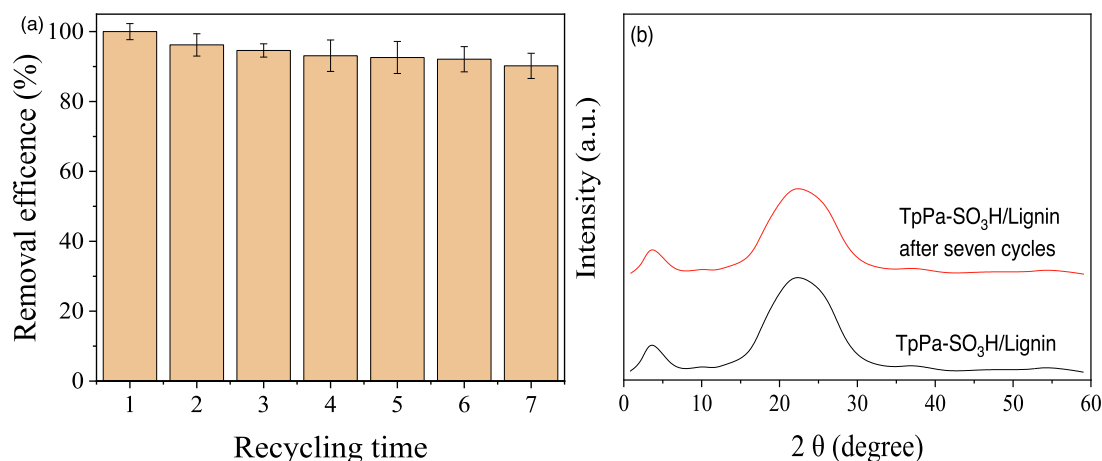 (a)
Removal efficence (%)
100
80
60
40
20
0
1 2 3 4 5 6 7
Recycling time
(b)
Intensity (a.u.)
TpPa-SO₃H/Lignin
after seven cycles
TpPa-SO₃H/Lignin
0 10 20 30 40 50 60
2 θ (degree)